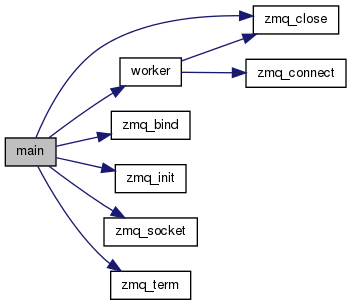 zmq_close
worker
zmq_connect
zmq_bind
main
zmq_init
zmq_socket
zmq_term